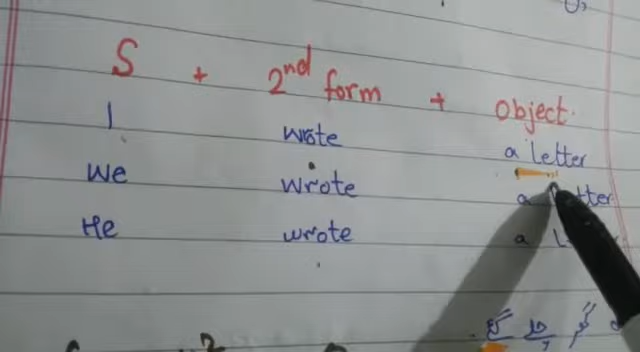 S + 2nd form + object.
I wrote a letter
We wrote a letter
He wrote a